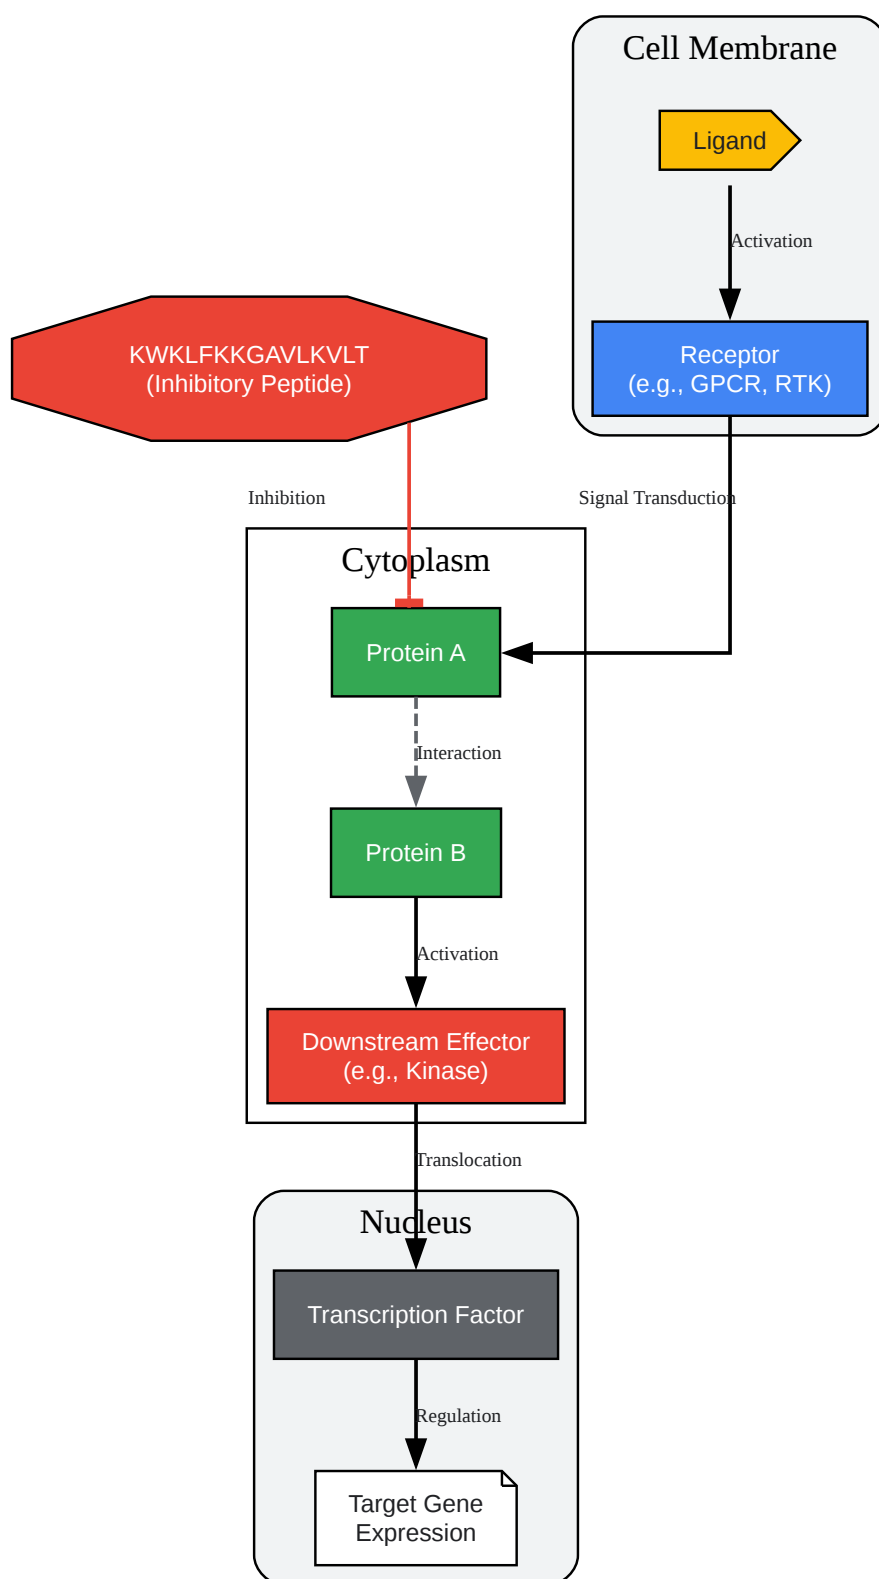 Cell Membrane
Ligand
Activation
KWKLFKKGAVLKVLT
(Inhibitory Peptide)
Receptor
(e.g., GPCR, RTK)
Inhibition
Signal Transduction
Cytoplasm
Protein A
Interaction
Protein B
Activation
Downstream Effector
(e.g., Kinase)
Translocation
Nucleus
Transcription Factor
Regulation
Target Gene
Expression